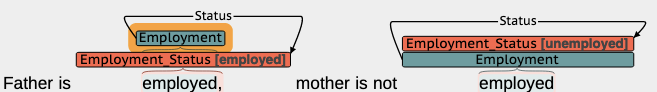 Status Status
Employment Employment_Status [unemployed]
Employment_Status [employed] Employment
Father is employed, mother is not employed